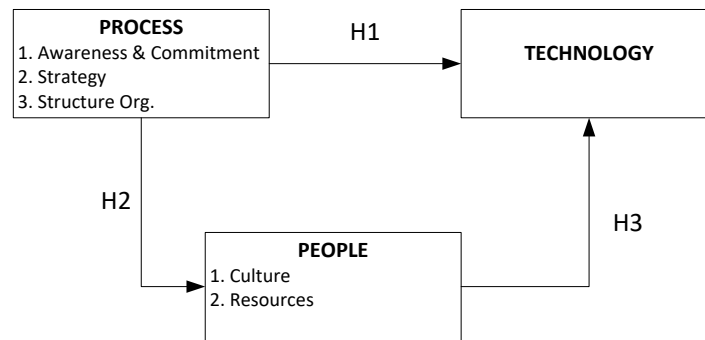 PROCESS
1. Awareness & Commitment
2. Strategy
3. Structure Org.
H1
TECHNOLOGY
H2
H3
PEOPLE
1. Culture
2. Resources